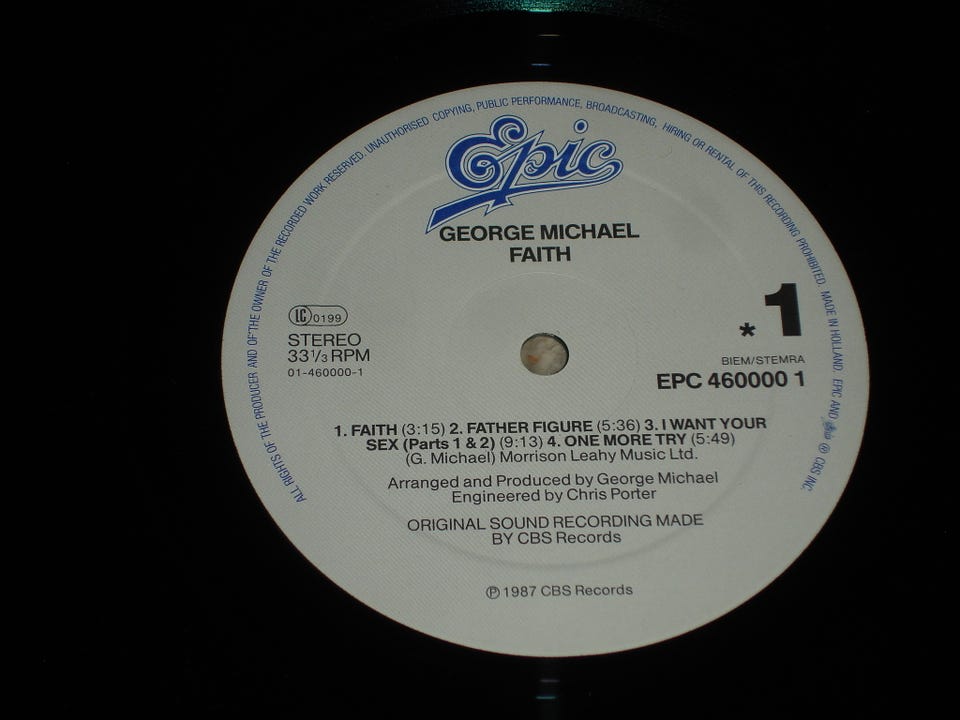 ALL RIGHTS OF THE PRODUCER AND OF THE OWNER OF THE RECORDED WORK RESERVED. UNAUTHORISED COPYING, PUBLIC PERFORMANCE, BROADCASTING, HIRING OR RENTAL OF THIS RECORDING PROHIBITED. MADE IN HOLLAND. EPIC AND ® CBS INC.
Epic
GEORGE MICHAEL
FAITH
1
*
LC 0199
STEREO
33 1/3 RPM
01-460000-1
BIEM/STEMRA
EPC 460000 1
1. FAITH (3:15) 2. FATHER FIGURE (5:36) 3. I WANT YOUR
SEX (Parts 1 & 2) (9:13) 4. ONE MORE TRY (5:49)
(G. Michael) Morrison Leahy Music Ltd.
Arranged and Produced by George Michael
Engineered by Chris Porter
ORIGINAL SOUND RECORDING MADE
BY CBS Records
℗ 1987 CBS Records